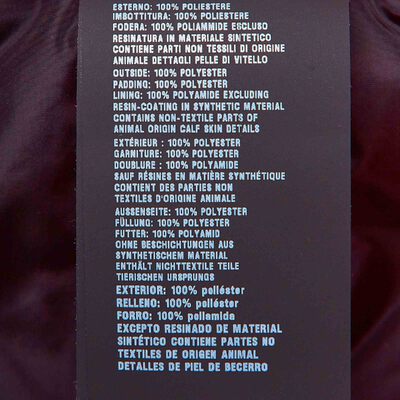 ESTERNO: 100% POLIESTERE
IMBOTTITURA: 100% POLIESTERE
FODERA: 100% POLIAMMIDE ESCLUSO
RESINATURA IN MATERIALE SINTETICO
CONTIENE PARTI NON TESSILI DI ORIGINE
ANIMALE DETTAGLI PELLE DI VITELLO
OUTSIDE: 100% POLYESTER
PADDING: 100% POLYESTER
LINING: 100% POLYAMIDE EXCLUDING
RESIN-COATING IN SYNTHETIC MATERIAL
CONTAINS NON-TEXTILE PARTS OF
ANIMAL ORIGIN CALF SKIN DETAILS
EXTÉRIEUR : 100% POLYESTER
GARNITURE: 100% POLYESTER
DOUBLURE : 100% POLYAMIDE
SAUF RÉSINES EN MATIÈRE SYNTHÉTIQUE
CONTIENT DES PARTIES NON
TEXTILES D'ORIGINE ANIMALE
AUSSENSEITE: 100% POLYESTER
FÜLLUNG: 100% POLYESTER
FUTTER: 100% POLYAMID
OHNE BESCHICHTUNGEN AUS
SYNTHETISCHEM MATERIAL
ENTHÄLT NICHTTEXTILE TEILE
TIERISCHEN URSPRUNGS
EXTERIOR: 100% poliéster
RELLENO: 100% poliéster
FORRO: 100% poliamida
EXCEPTO RESINADO DE MATERIAL
SINTÉTICO CONTIENE PARTES NO
TEXTILES DE ORIGEN ANIMAL
DETALLES DE PIEL DE BECERRO